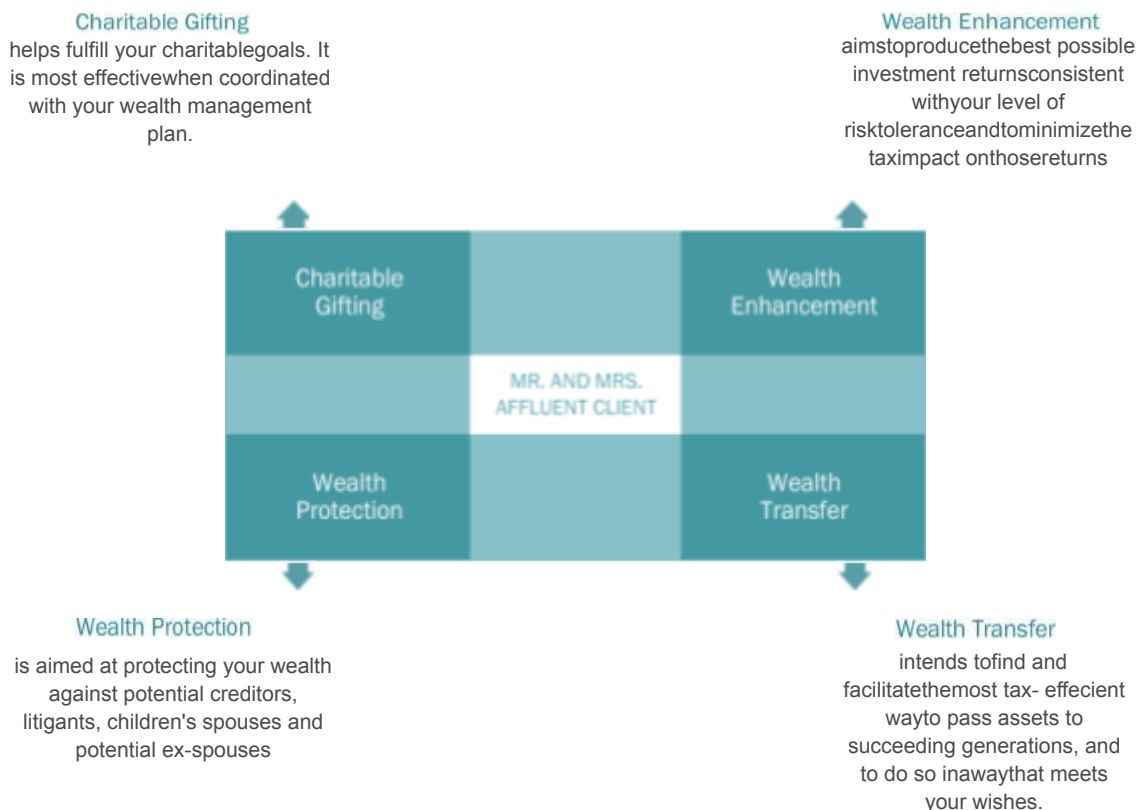 Charitable Gifting
helps fulfill your charitablegoals. It
is most effectivewhen coordinated
with your wealth management
plan.
Wealth Enhancement
aimstoproducethebest possible
investment returnsconsistent
withyour level of
risktoleranceandtominimizethe
taximpact onthosereturns
Charitable
Gifting
Wealth
Enhancement
MR. AND MRS.
AFFLUENT CLIENT
Wealth
Protection
Wealth
Transfer
Wealth Protection
is aimed at protecting your wealth
against potential creditors,
litigants, children's spouses and
potential ex-spouses
Wealth Transfer
intends tofind and
facilitatethemost tax- effecient
wayto pass assets to
succeeding generations, and
to do so inawaythat meets
your wishes.